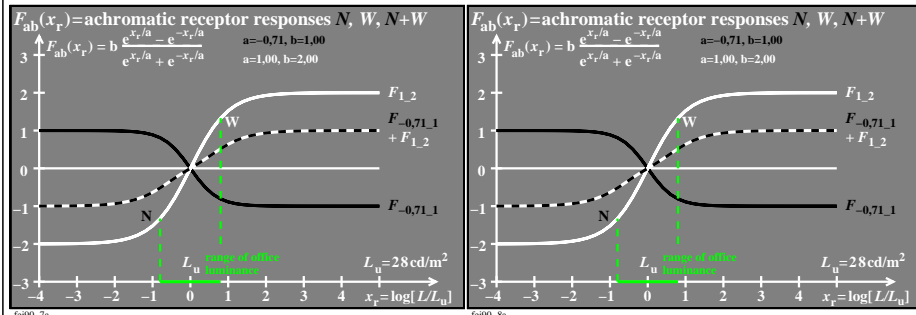 F_ab(x_r)=achromatic receptor responses N, W, N+W
F_ab(x_r) = b (e^{x_r/a} − e^{−x_r/a}) / (e^{x_r/a} + e^{−x_r/a})
a=−0,71, b=1,00
a=1,00, b=2,00
3
2
1
0
−1
−2
−3
F_1_2
W
F_−0,71_1
+ F_1_2
N
F_−0,71_1
L_u
range of office
luminance
L_u=28cd/m²
−4 −3 −2 −1 0 1 2 3 4
x_r=log[L/L_u]
F_ab(x_r)=achromatic receptor responses N, W, N+W
F_ab(x_r) = b (e^{x_r/a} − e^{−x_r/a}) / (e^{x_r/a} + e^{−x_r/a})
a=−0,71, b=1,00
a=1,00, b=2,00
3
2
1
0
−1
−2
−3
F_1_2
W
F_−0,71_1
+ F_1_2
N
F_−0,71_1
L_u
range of office
luminance
L_u=28cd/m²
−4 −3 −2 −1 0 1 2 3 4
x_r=log[L/L_u]